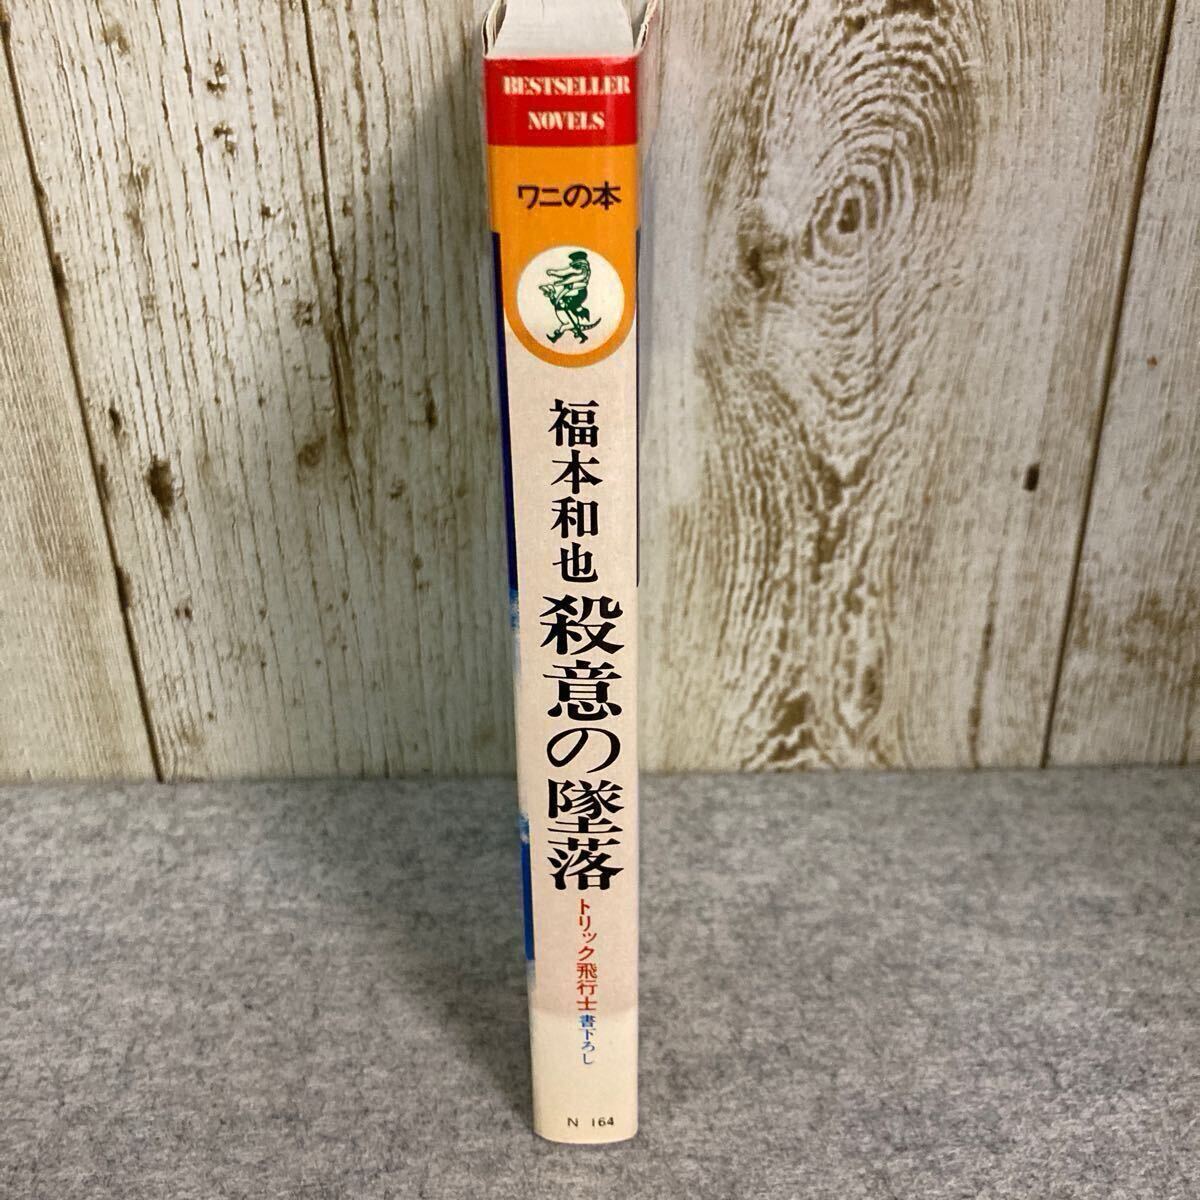 BESTSELLER
NOVELS
ワニの本
福本和也
殺意の墜落
トリック飛行士
書下ろし
N 164